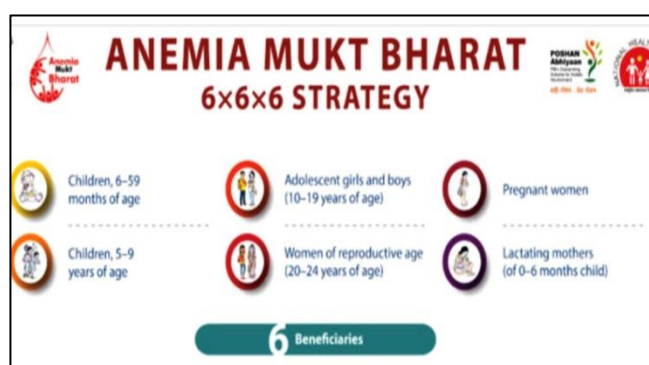 Anemia
Mukt
Bharat
ANEMIA MUKT BHARAT
6×6×6 STRATEGY
POSHAN
Abhiyaan
NATIONAL HEALTH
Children, 6–59
months of age
Adolescent girls and boys
(10–19 years of age)
Pregnant women
Children, 5–9
years of age
Women of reproductive age
(20–24 years of age)
Lactating mothers
(of 0–6 months child)
6 Beneficiaries